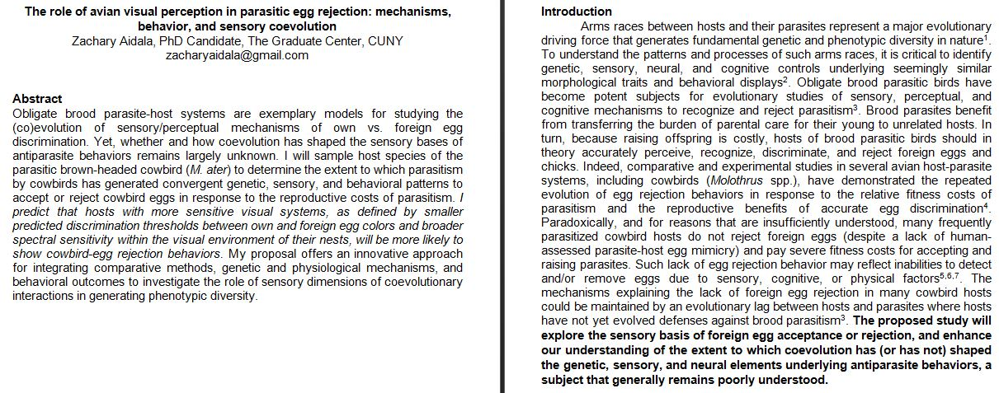 The role of avian visual perception in parasitic egg rejection: mechanisms,
behavior, and sensory coevolution
Zachary Aidala, PhD Candidate, The Graduate Center, CUNY
zacharyaidala@gmail.com
Abstract
Obligate brood parasite-host systems are exemplary models for studying the
(co)evolution of sensory/perceptual mechanisms of own vs. foreign egg
discrimination. Yet, whether and how coevolution has shaped the sensory bases of
antiparasite behaviors remains largely unknown. I will sample host species of the
parasitic brown-headed cowbird (M. ater) to determine the extent to which parasitism
by cowbirds has generated convergent genetic, sensory, and behavioral patterns to
accept or reject cowbird eggs in response to the reproductive costs of parasitism. I
predict that hosts with more sensitive visual systems, as defined by smaller
predicted discrimination thresholds between own and foreign egg colors and broader
spectral sensitivity within the visual environment of their nests, will be more likely to
show cowbird-egg rejection behaviors. My proposal offers an innovative approach
for integrating comparative methods, genetic and physiological mechanisms, and
behavioral outcomes to investigate the role of sensory dimensions of coevolutionary
interactions in generating phenotypic diversity.
Introduction
Arms races between hosts and their parasites represent a major evolutionary
driving force that generates fundamental genetic and phenotypic diversity in nature¹.
To understand the patterns and processes of such arms races, it is critical to identify
genetic, sensory, neural, and cognitive controls underlying seemingly similar
morphological traits and behavioral displays². Obligate brood parasitic birds have
become potent subjects for evolutionary studies of sensory, perceptual, and
cognitive mechanisms to recognize and reject parasitism³. Brood parasites benefit
from transferring the burden of parental care for their young to unrelated hosts. In
turn, because raising offspring is costly, hosts of brood parasitic birds should in
theory accurately perceive, recognize, discriminate, and reject foreign eggs and
chicks. Indeed, comparative and experimental studies in several avian host-parasite
systems, including cowbirds (Molothrus spp.), have demonstrated the repeated
evolution of egg rejection behaviors in response to the relative fitness costs of
parasitism and the reproductive benefits of accurate egg discrimination⁴.
Paradoxically, and for reasons that are insufficiently understood, many frequently
parasitized cowbird hosts do not reject foreign eggs (despite a lack of human-
assessed parasite-host egg mimicry) and pay severe fitness costs for accepting and
raising parasites. Such lack of egg rejection behavior may reflect inabilities to detect
and/or remove eggs due to sensory, cognitive, or physical factors⁵,⁶,⁷. The
mechanisms explaining the lack of foreign egg rejection in many cowbird hosts
could be maintained by an evolutionary lag between hosts and parasites where hosts
have not yet evolved defenses against brood parasitism³. The proposed study will
explore the sensory basis of foreign egg acceptance or rejection, and enhance
our understanding of the extent to which coevolution has (or has not) shaped
the genetic, sensory, and neural elements underlying antiparasite behaviors, a
subject that generally remains poorly understood.